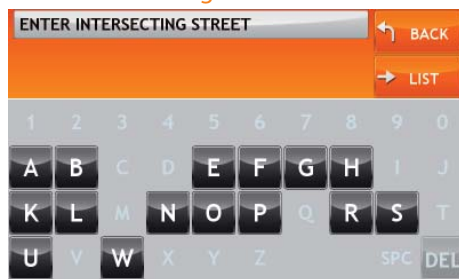 ENTER INTERSECTING STREET
BACK
LIST
1 2 3 4 5 6 7 8 9 0
A B C D E F G H I J
K L M N O P Q R S T
U V W X Y Z SPC DEL